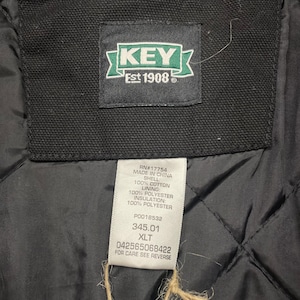 KEY
Est 1908
RN#17754
MADE IN CHINA
SHELL:
100% COTTON
LINING:
100% POLYESTER
INSULATION:
100% POLYESTER
PO018538
345.01
XLT
042565068422
FOR CARE SEE REVERSE